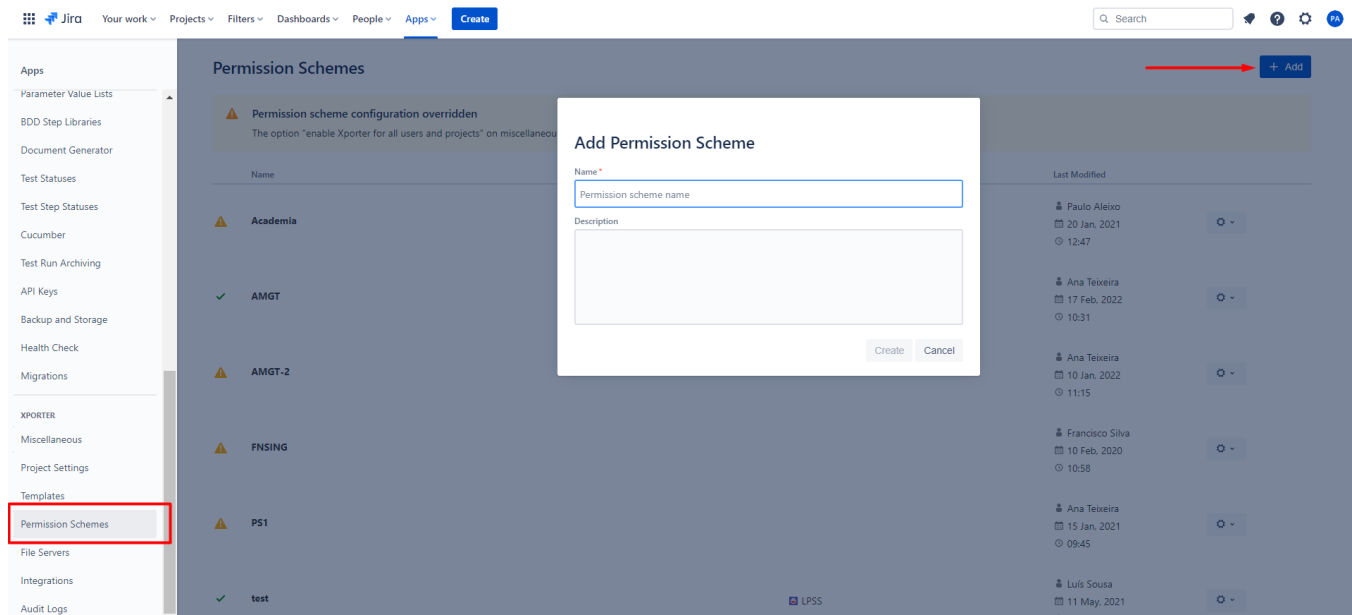 Jira
Your work
Projects
Filters
Dashboards
People
Apps
Create
Search
PA
Apps
Parameter Value Lists
BDD Step Libraries
Document Generator
Test Statuses
Test Step Statuses
Cucumber
Test Run Archiving
API Keys
Backup and Storage
Health Check
Migrations
XPORTER
Miscellaneous
Project Settings
Templates
Permission Schemes
File Servers
Integrations
Audit Logs
Permission Schemes
+ Add
Permission scheme configuration overridden
The option "enable Xporter for all users and projects" on miscellaneou
Name
Last Modified
Academia
Paulo Aleixo
20 Jan, 2021
12:47
AMGT
Ana Teixeira
17 Feb, 2022
10:31
AMGT-2
Ana Teixeira
10 Jan, 2022
11:15
FNSING
Francisco Silva
10 Feb, 2020
10:58
PS1
Ana Teixeira
15 Jan, 2021
09:45
test
LPSS
Luís Sousa
11 May, 2021
Add Permission Scheme
Name*
Permission scheme name
Description
Create
Cancel